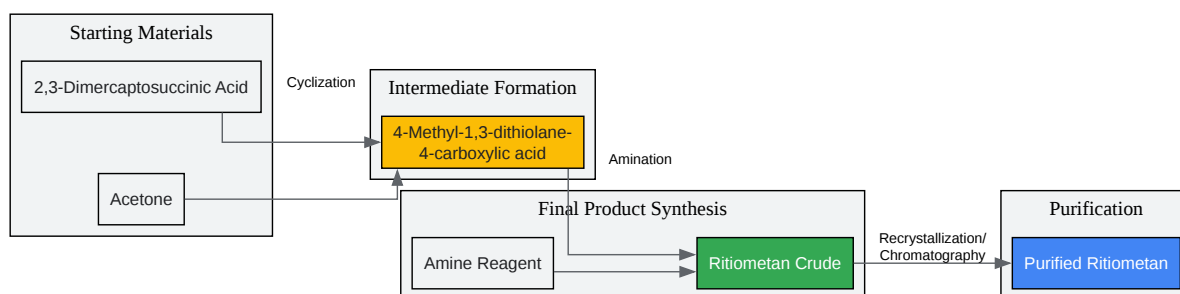 Starting Materials
2,3-Dimercaptosuccinic Acid
Acetone
Cyclization
Intermediate Formation
4-Methyl-1,3-dithiolane-
4-carboxylic acid
Amination
Final Product Synthesis
Amine Reagent
Ritiometan Crude
Recrystallization/
Chromatography
Purification
Purified Ritiometan